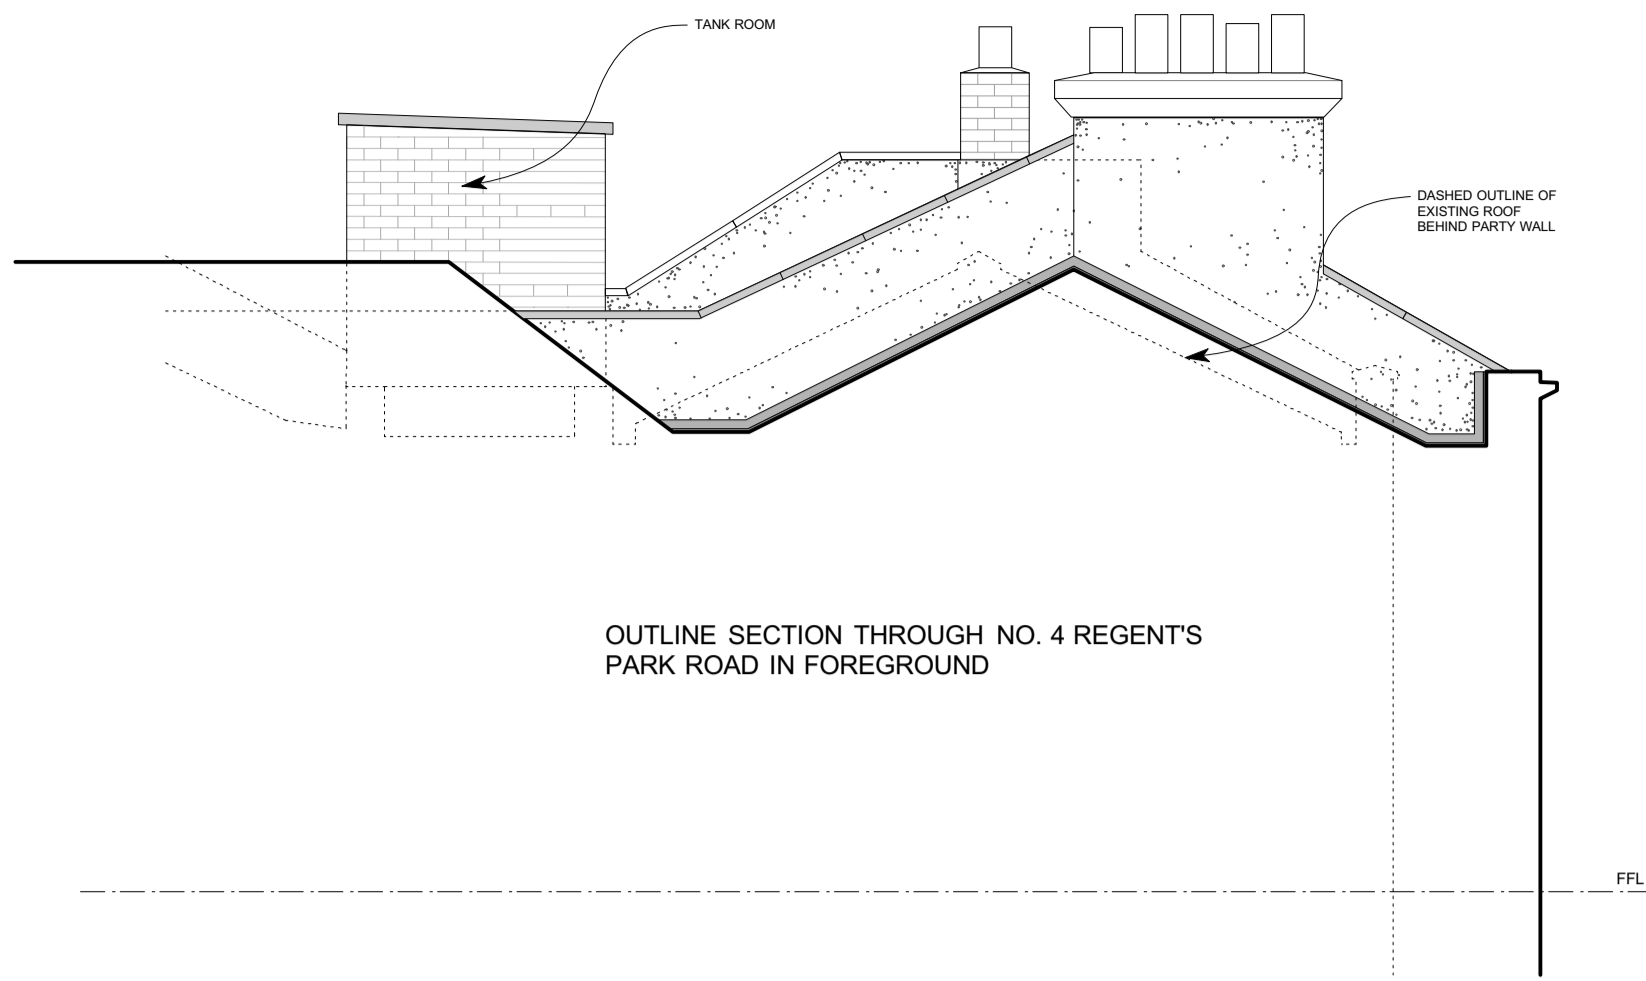 TANK ROOM
DASHED OUTLINE OF
EXISTING ROOF
BEHIND PARTY WALL
OUTLINE SECTION THROUGH NO. 4 REGENT'S
PARK ROAD IN FOREGROUND
FFL